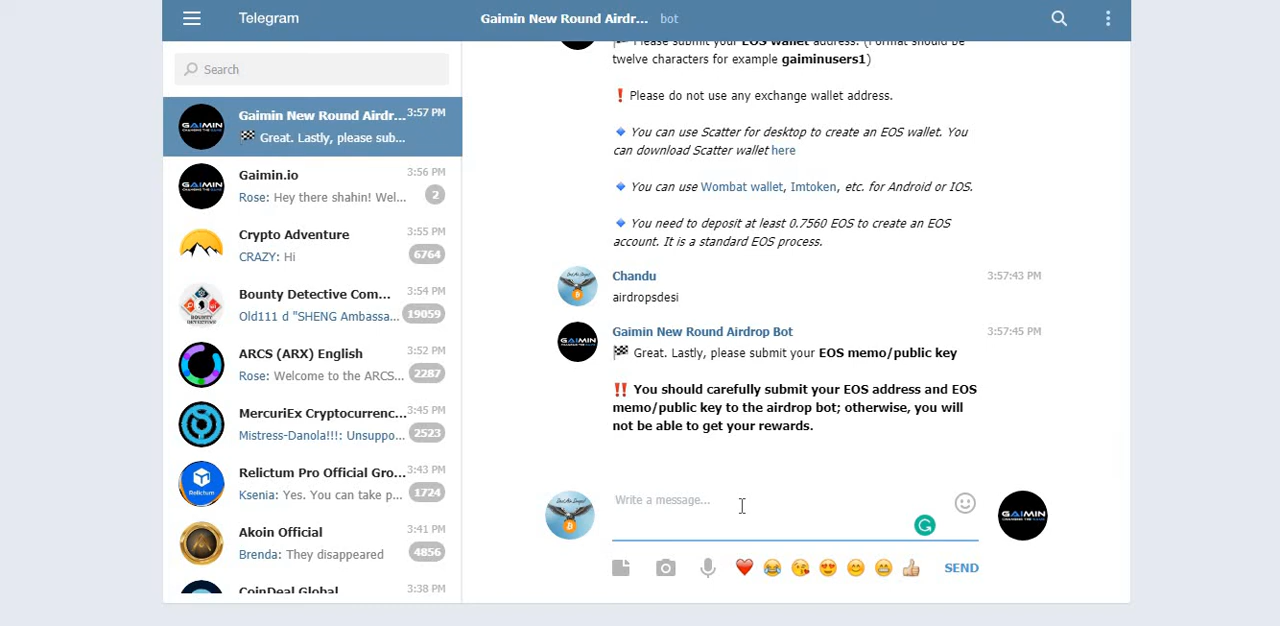 Telegram
Gaimin New Round Airdr... bot
Search
Gaimin New Round Airdr... 3:57 PM
Great. Lastly, please sub...
Gaimin.io 3:56 PM
Rose: Hey there shahin! Wel... 2
Crypto Adventure 3:55 PM
CRAZY: Hi 6764
Bounty Detective Com... 3:54 PM
Old111 d "SHENG Ambassa... 19059
ARCS (ARX) English 3:52 PM
Rose: Welcome to the ARCS... 2287
MercuriEx Cryptocurrenc... 3:45 PM
Mistress-Danola!!!: Unsuppo... 2523
Relictum Pro Official Gro... 3:43 PM
Ksenia: Yes. You can take p... 1724
Akoin Official 3:41 PM
Brenda: They disappeared 4856
CoinDeal Global 3:38 PM
Please submit your EOS wallet address. (Format should be
twelve characters for example gaiminusers1)
❗ Please do not use any exchange wallet address.
🔹 You can use Scatter for desktop to create an EOS wallet. You
can download Scatter wallet here
🔹 You can use Wombat wallet, Imtoken, etc. for Android or IOS.
🔹 You need to deposit at least 0.7560 EOS to create an EOS
account. It is a standard EOS process.
Chandu 3:57:43 PM
airdropsdesi
Gaimin New Round Airdrop Bot 3:57:45 PM
🏁 Great. Lastly, please submit your EOS memo/public key
‼️ You should carefully submit your EOS address and EOS
memo/public key to the airdrop bot; otherwise, you will
not be able to get your rewards.
Write a message...
SEND